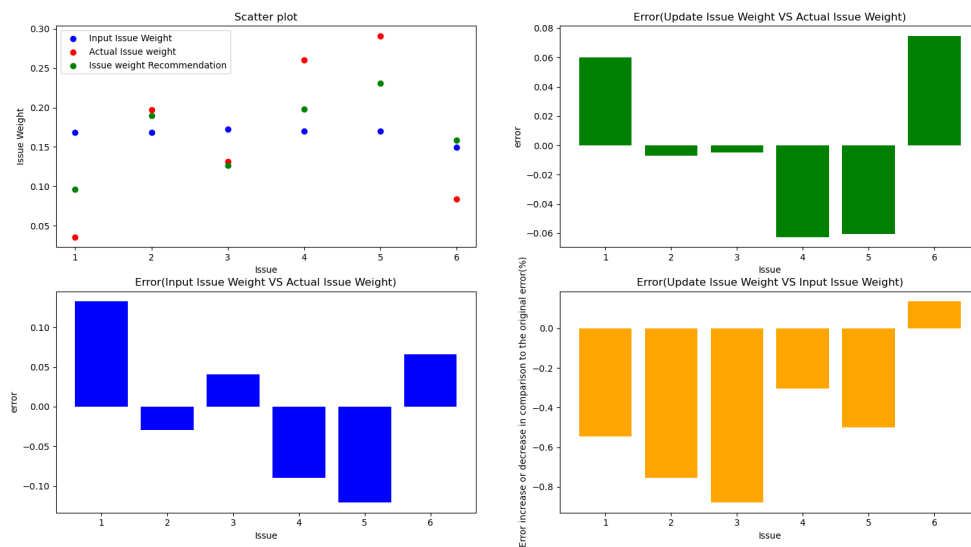 Scatter plot
Issue Weight
0.30
0.25
0.20
0.15
0.10
0.05
Input Issue Weight
Actual Issue weight
Issue weight Recommendation
1 2 3 4 5 6
Issue
Error(Update Issue Weight VS Actual Issue Weight)
error
0.08
0.06
0.04
0.02
0.00
−0.02
−0.04
−0.06
1 2 3 4 5 6
Issue
Error(Input Issue Weight VS Actual Issue Weight)
error
0.10
0.05
0.00
−0.05
−0.10
1 2 3 4 5 6
Issue
Error(Update Issue Weight VS Input Issue Weight)
Error increase or decrease in comparison to the original error(%)
0.0
−0.2
−0.4
−0.6
−0.8
1 2 3 4 5 6
Issue